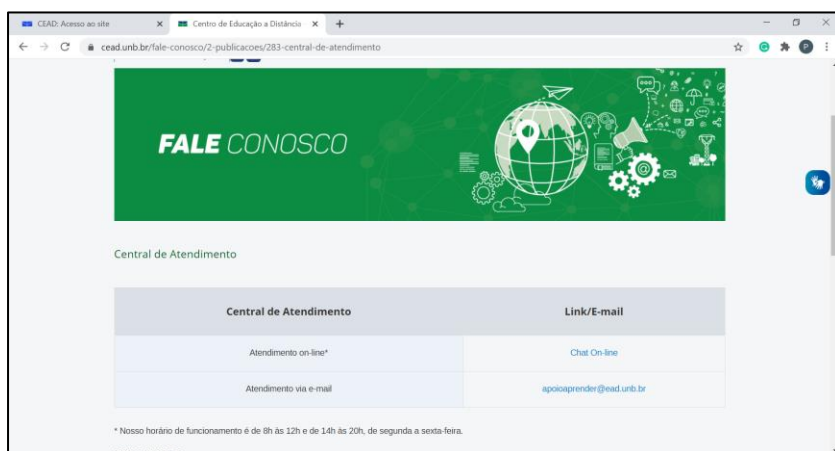 CEAD: Acesso ao site
Centro de Educação a Distância
cead.unb.br/fale-conosco/2-publicacoes/283-central-de-atendimento
P
FALE CONOSCO
Central de Atendimento
Central de Atendimento Link/E-mail
Atendimento on-line* Chat On-line
Atendimento via e-mail apoioaprender@ead.unb.br
* Nosso horário de funcionamento é de 8h às 12h e de 14h às 20h, de segunda a sexta-feira.